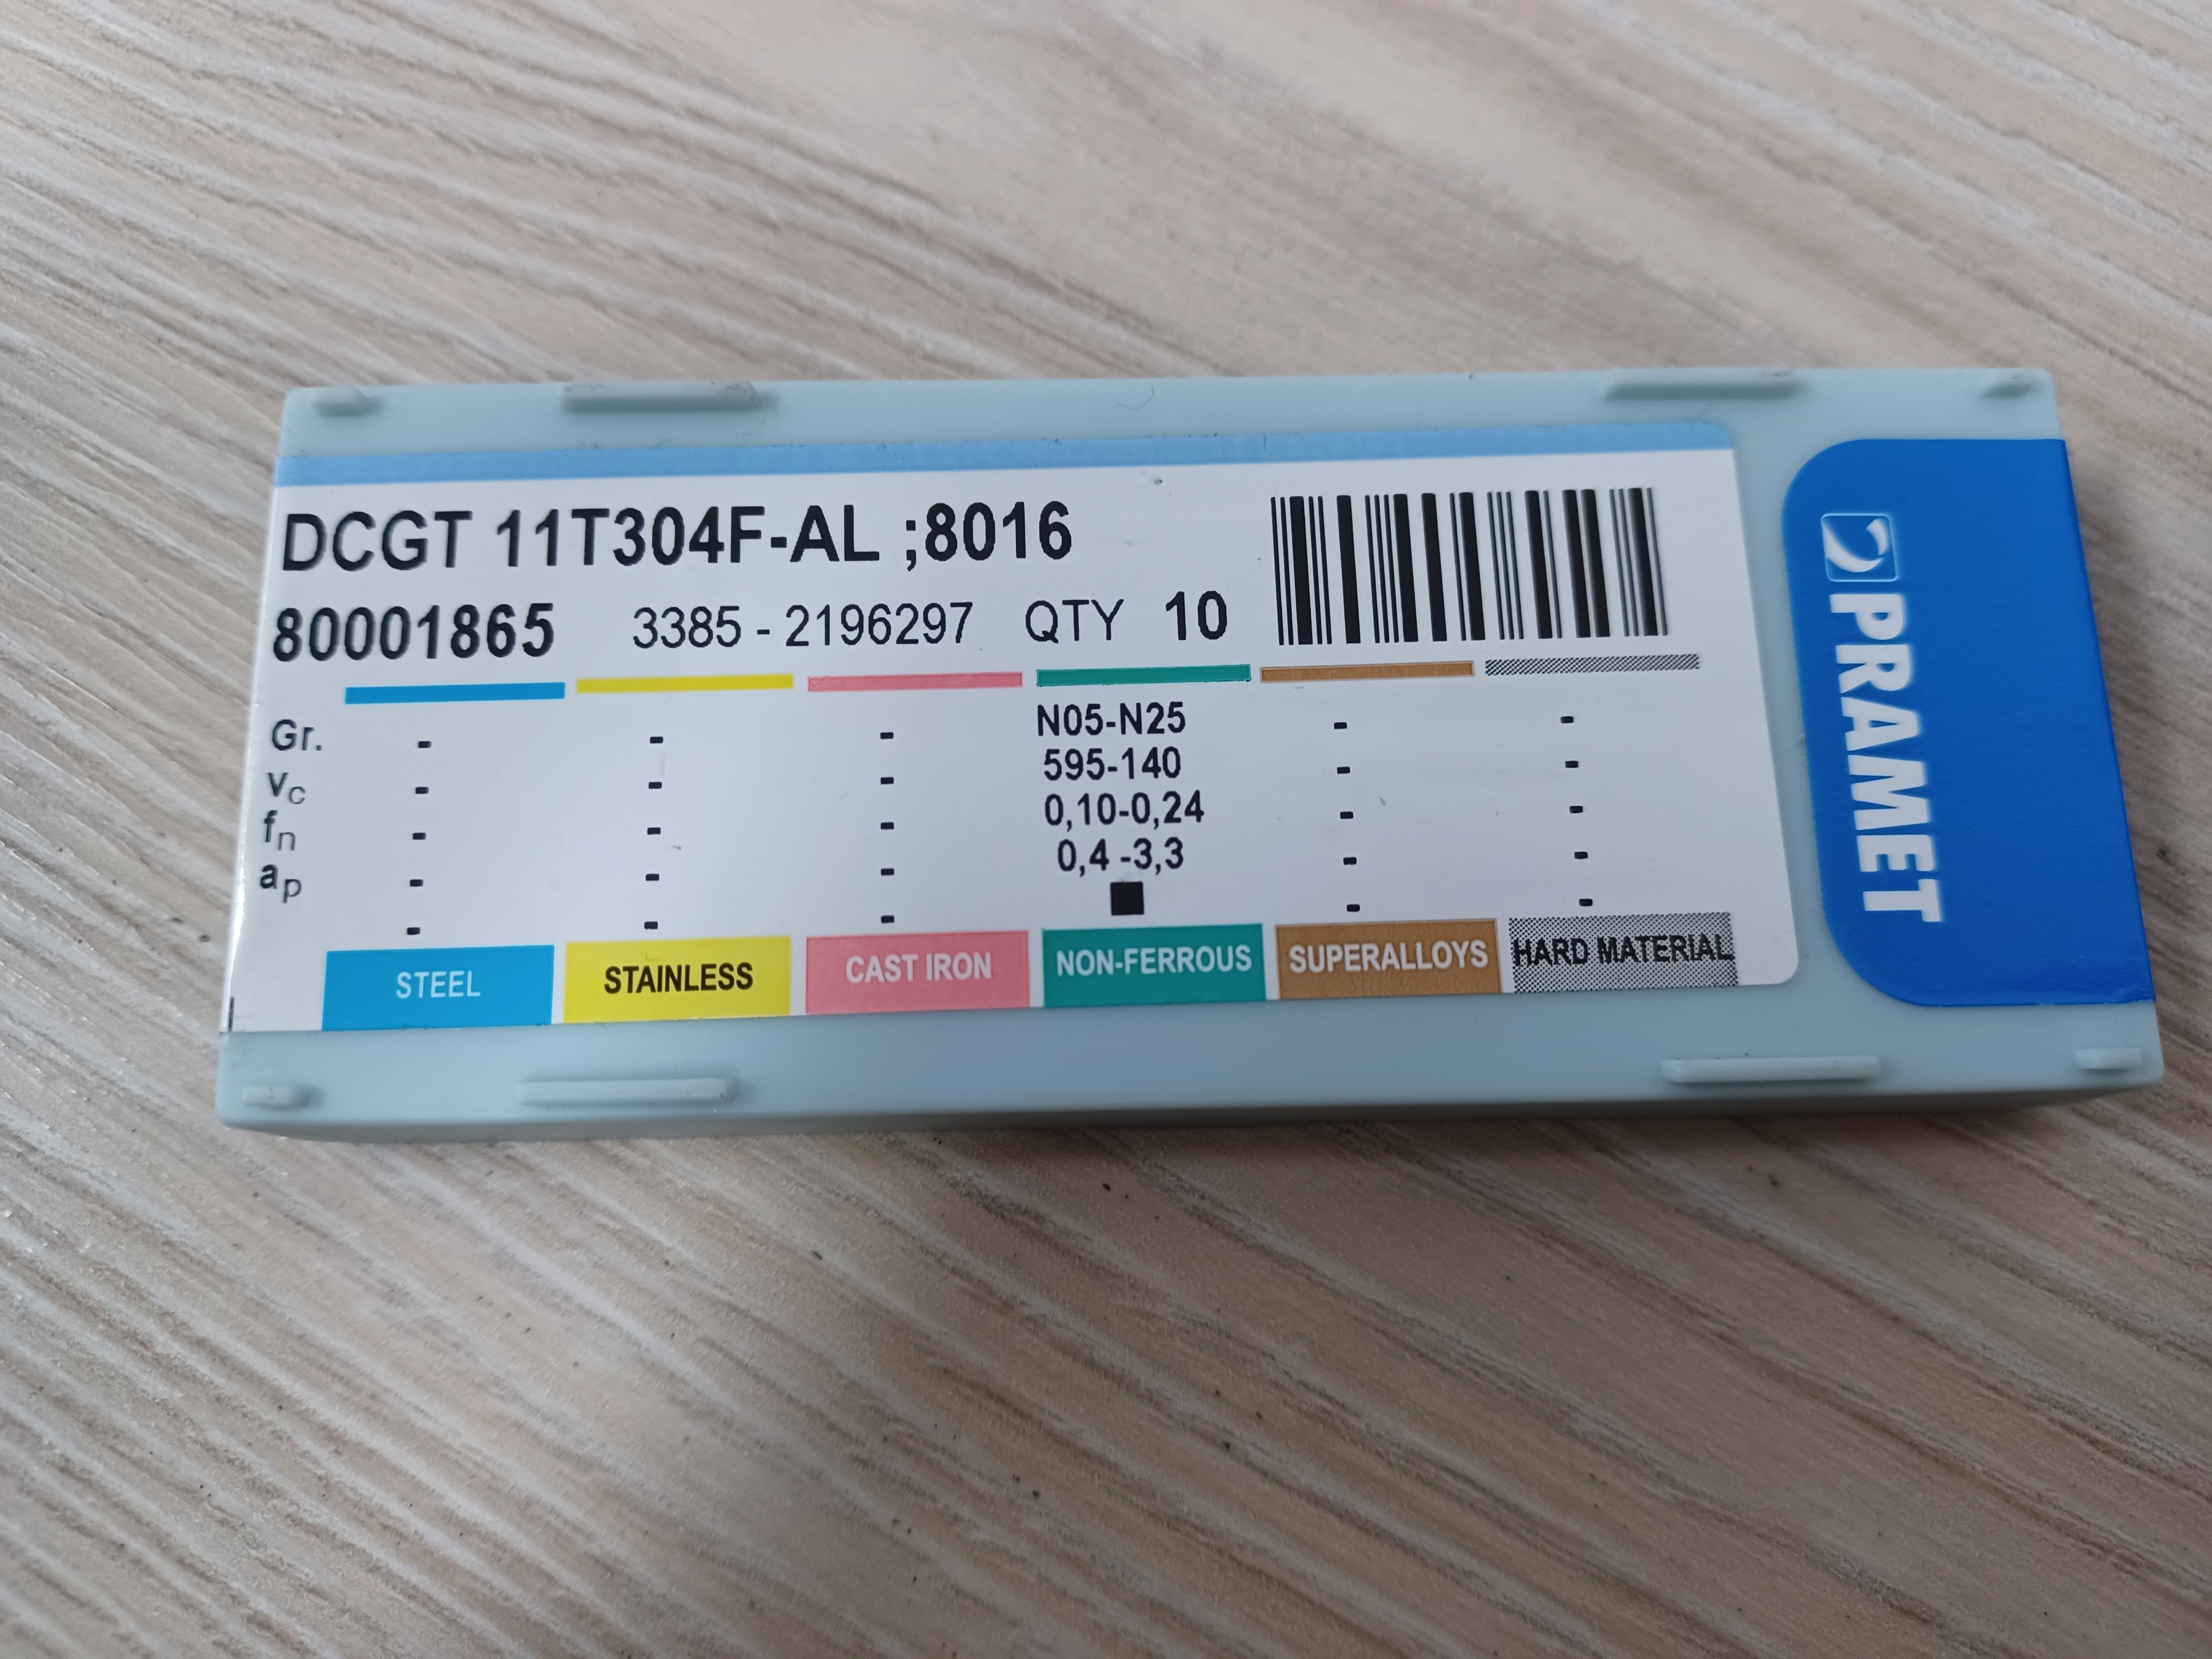 DCGT 11T304F-AL ;8016
80001865 3385 - 2196297 QTY 10
Gr. - - - N05-N25 - -
vc - - - 595-140 - -
fn - - - 0,10-0,24 - -
ap - - - 0,4 -3,3 - -
- - - ■ - -
STEEL STAINLESS CAST IRON NON-FERROUS SUPERALLOYS HARD MATERIAL
PRAMET